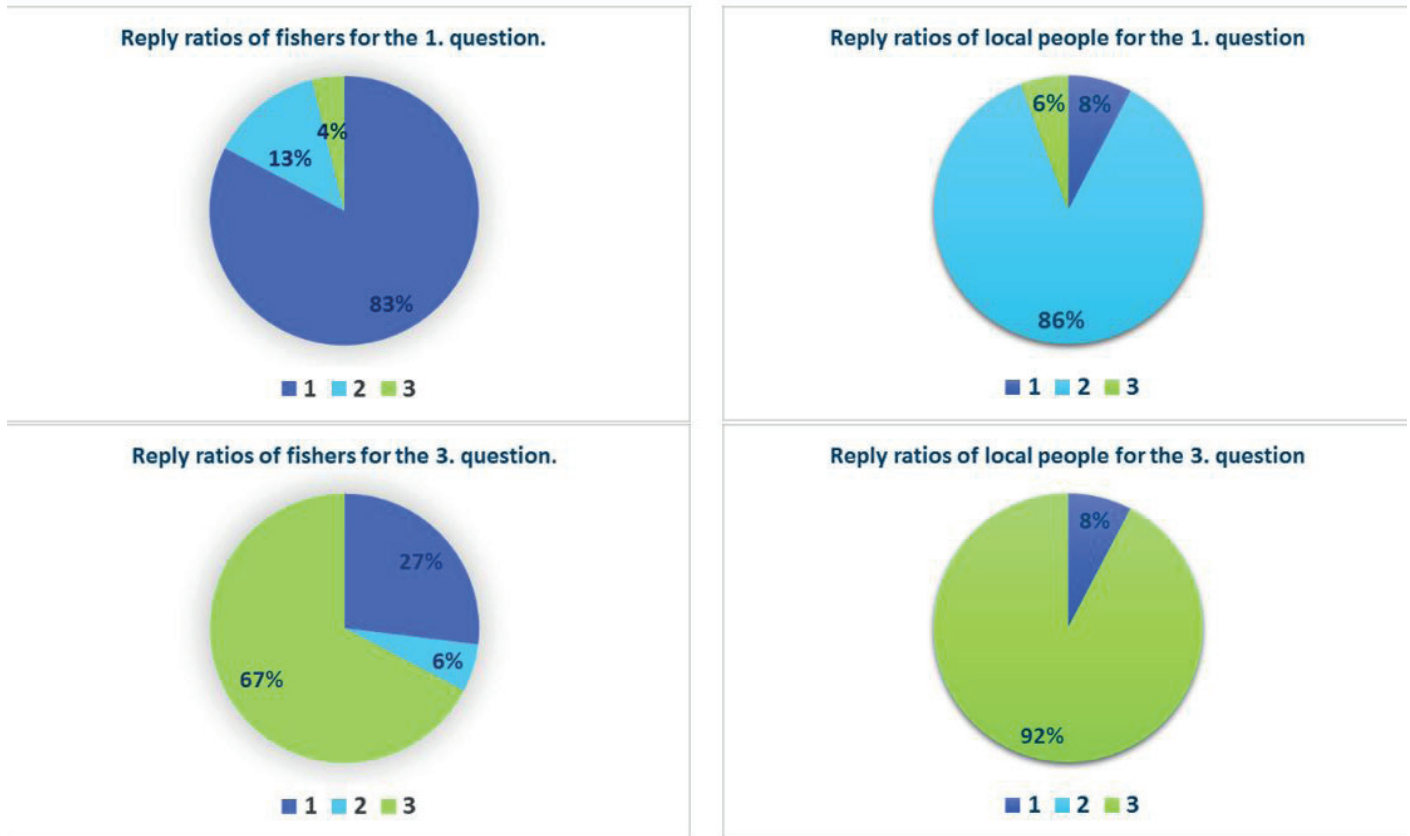 Reply ratios of fishers for the 1. question.
4%
13%
83%
1 2 3
Reply ratios of local people for the 1. question
6% 8%
86%
1 2 3
Reply ratios of fishers for the 3. question.
27%
6%
67%
1 2 3
Reply ratios of local people for the 3. question
8%
92%
1 2 3